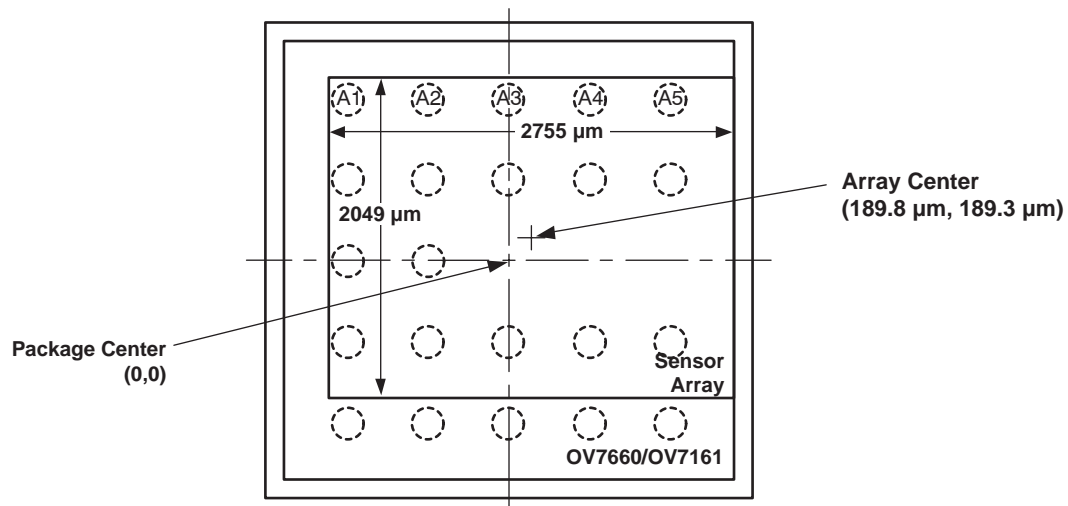 A1 A2 A3 A4 A5
2755 µm
Array Center
(189.8 µm, 189.3 µm)
2049 µm
Package Center
(0,0)
Sensor
Array
OV7660/OV7161